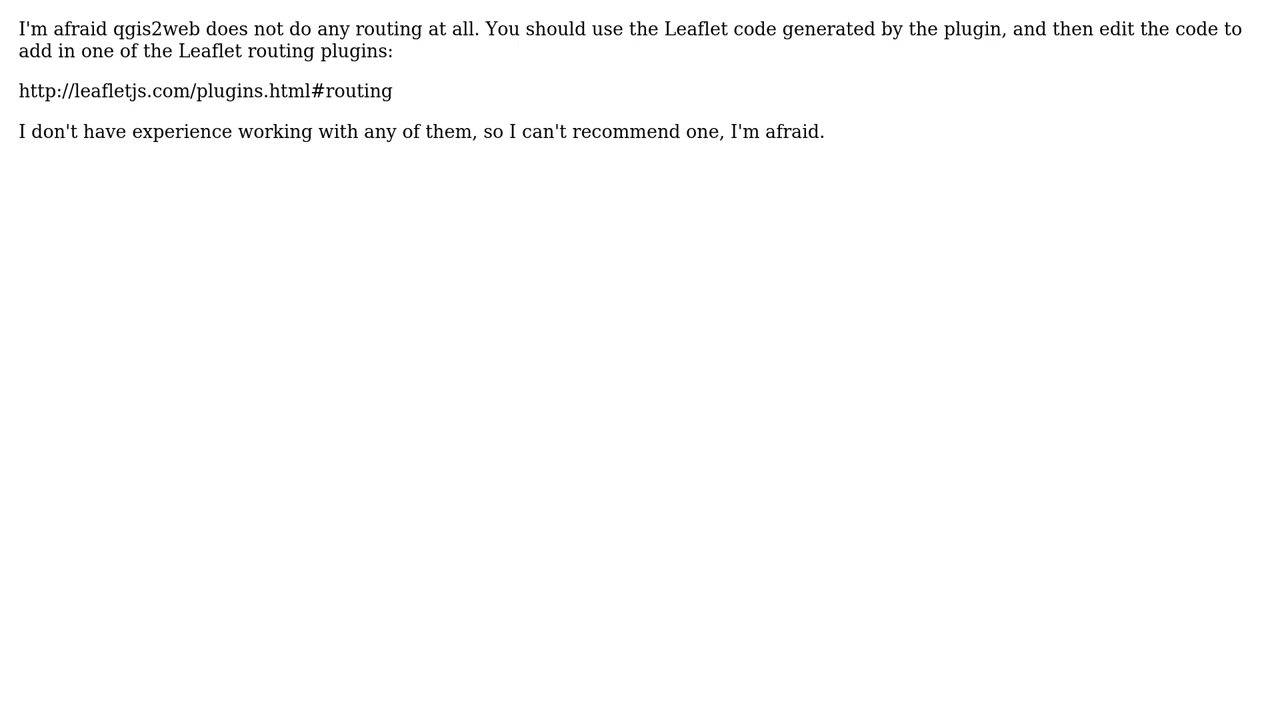 I'm afraid qgis2web does not do any routing at all. You should use the Leaflet code generated by the plugin, and then edit the code to
add in one of the Leaflet routing plugins:
http://leafletjs.com/plugins.html#routing
I don't have experience working with any of them, so I can't recommend one, I'm afraid.